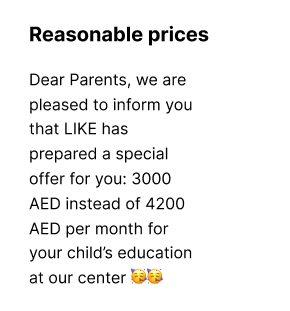 Reasonable prices
Dear Parents, we are
pleased to inform you
that LIKE has
prepared a special
offer for you: 3000
AED instead of 4200
AED per month for
your child’s education
at our center 🥳🥳